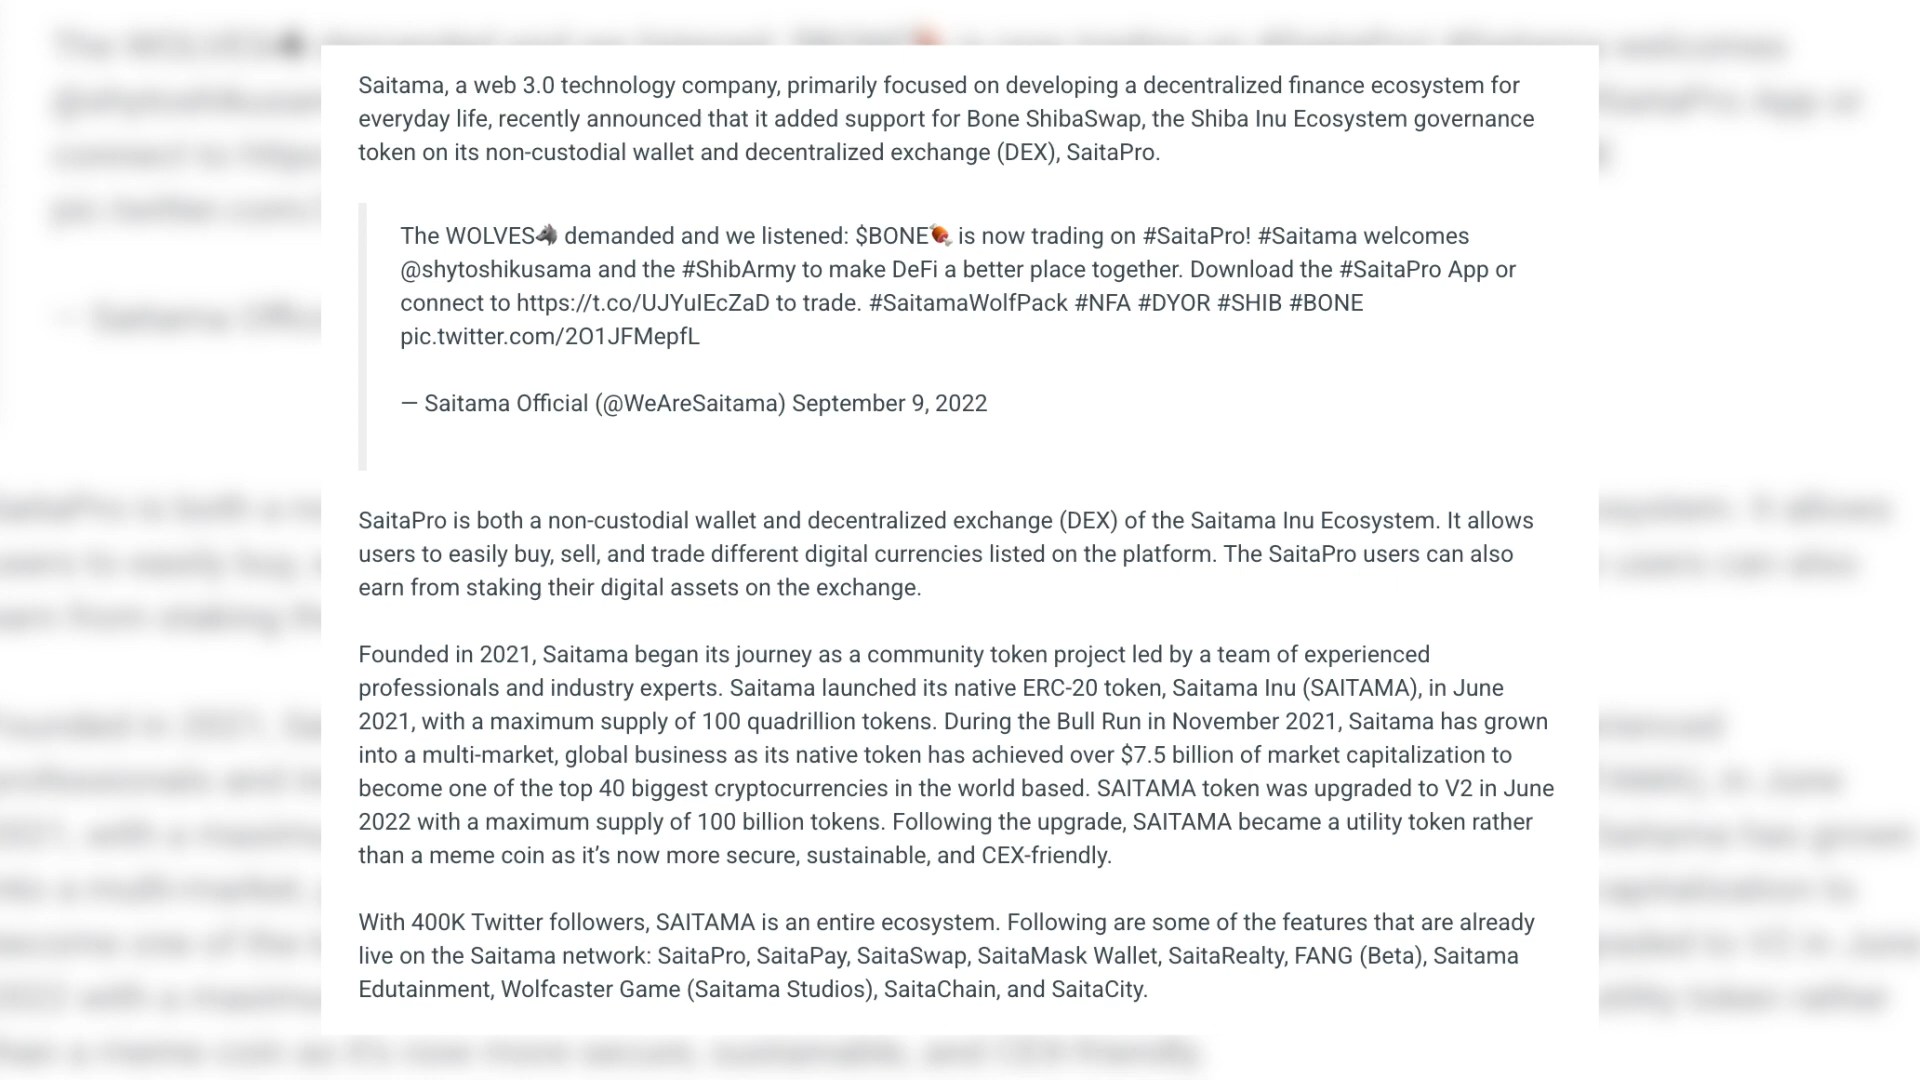 Saitama, a web 3.0 technology company, primarily focused on developing a decentralized finance ecosystem for
everyday life, recently announced that it added support for Bone ShibaSwap, the Shiba Inu Ecosystem governance
token on its non-custodial wallet and decentralized exchange (DEX), SaitaPro.
The WOLVES🐺 demanded and we listened: $BONE🍖 is now trading on #SaitaPro! #Saitama welcomes
@shytoshikusama and the #ShibArmy to make DeFi a better place together. Download the #SaitaPro App or
connect to https://t.co/UJYuIEcZaD to trade. #SaitamaWolfPack #NFA #DYOR #SHIB #BONE
pic.twitter.com/2O1JFMepfL
— Saitama Official (@WeAreSaitama) September 9, 2022
SaitaPro is both a non-custodial wallet and decentralized exchange (DEX) of the Saitama Inu Ecosystem. It allows
users to easily buy, sell, and trade different digital currencies listed on the platform. The SaitaPro users can also
earn from staking their digital assets on the exchange.
Founded in 2021, Saitama began its journey as a community token project led by a team of experienced
professionals and industry experts. Saitama launched its native ERC-20 token, Saitama Inu (SAITAMA), in June
2021, with a maximum supply of 100 quadrillion tokens. During the Bull Run in November 2021, Saitama has grown
into a multi-market, global business as its native token has achieved over $7.5 billion of market capitalization to
become one of the top 40 biggest cryptocurrencies in the world based. SAITAMA token was upgraded to V2 in June
2022 with a maximum supply of 100 billion tokens. Following the upgrade, SAITAMA became a utility token rather
than a meme coin as it’s now more secure, sustainable, and CEX-friendly.
With 400K Twitter followers, SAITAMA is an entire ecosystem. Following are some of the features that are already
live on the Saitama network: SaitaPro, SaitaPay, SaitaSwap, SaitaMask Wallet, SaitaRealty, FANG (Beta), Saitama
Edutainment, Wolfcaster Game (Saitama Studios), SaitaChain, and SaitaCity.